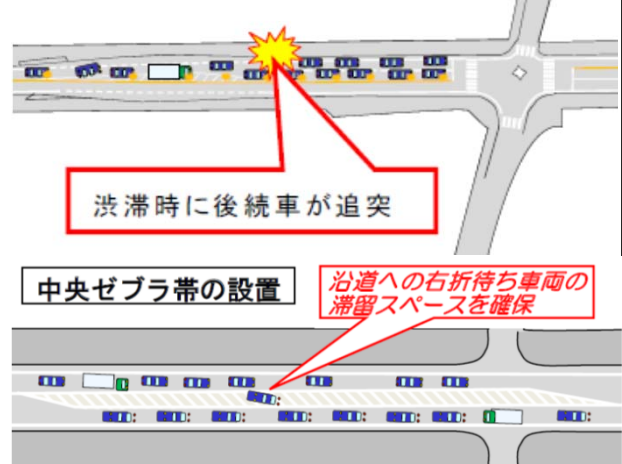 渋滞時に後続車が追突
中央ゼブラ帯の設置
沿道への右折待ち車両の
滞留スペースを確保